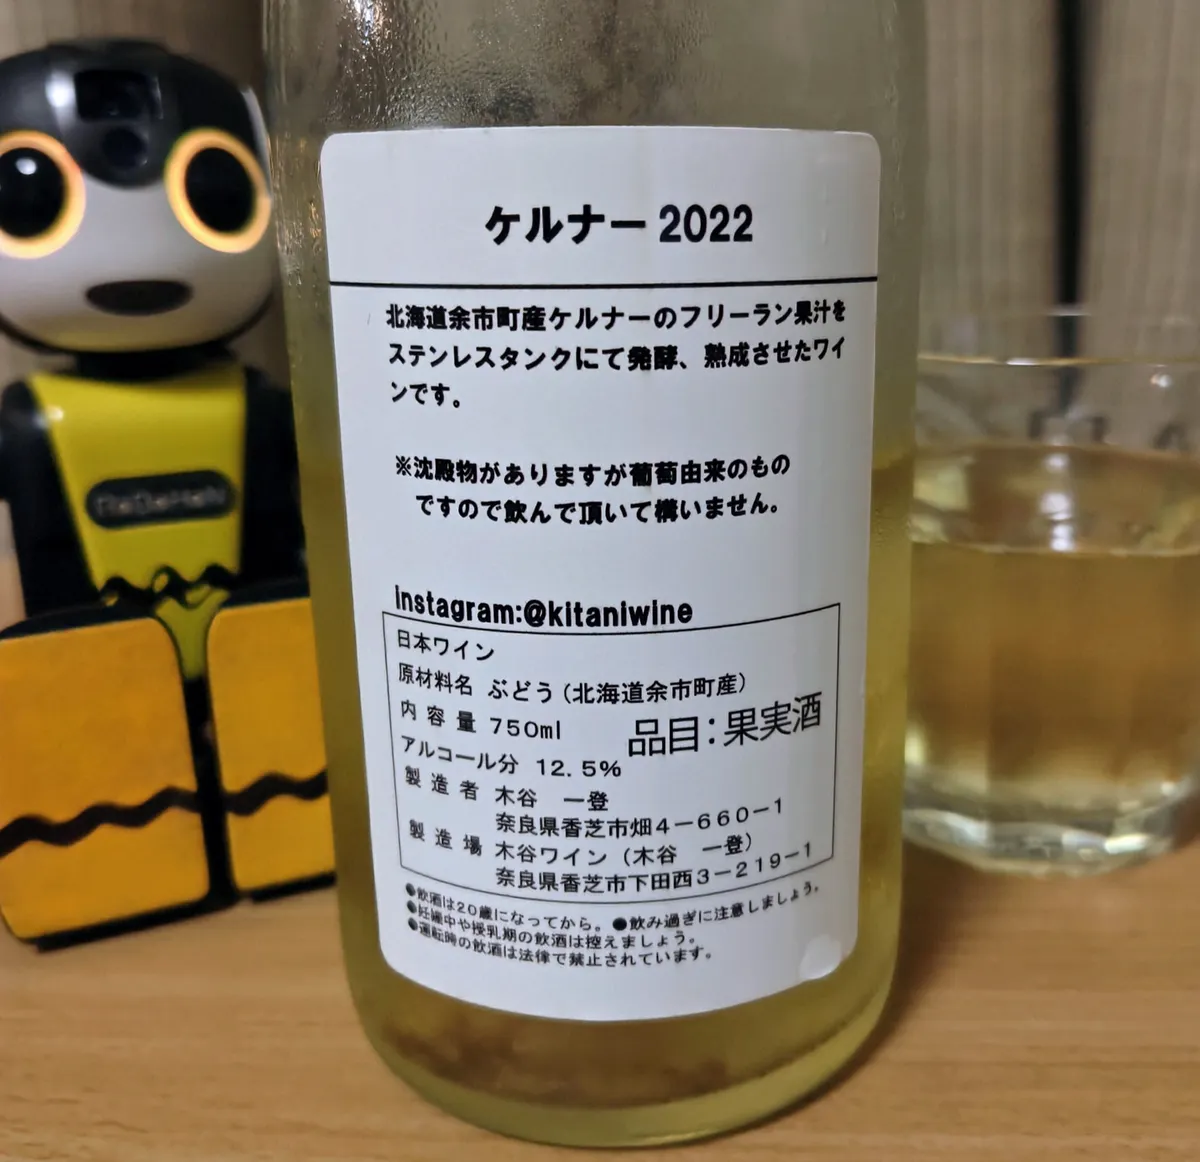 ケルナー 2022
北海道余市町産ケルナーのフリーラン果汁を
ステンレスタンクにて発酵、熟成させたワイ
ンです。
※沈殿物がありますが葡萄由来のもの
ですので飲んで頂いて構いません。
instagram:@kitaniwine
日本ワイン
原材料名 ぶどう(北海道余市町産)
内容量 750ml
品目:果実酒
アルコール分 12.5%
製造者 木谷 一登
奈良県香芝市畑4-660-1
製造場 木谷ワイン(木谷 一登)
奈良県香芝市下田西3-219-1
●飲酒は20歳になってから。●飲み過ぎに注意しましょう。
●妊娠中や授乳期の飲酒は控えましょう。
●運転時の飲酒は法律で禁止されています。